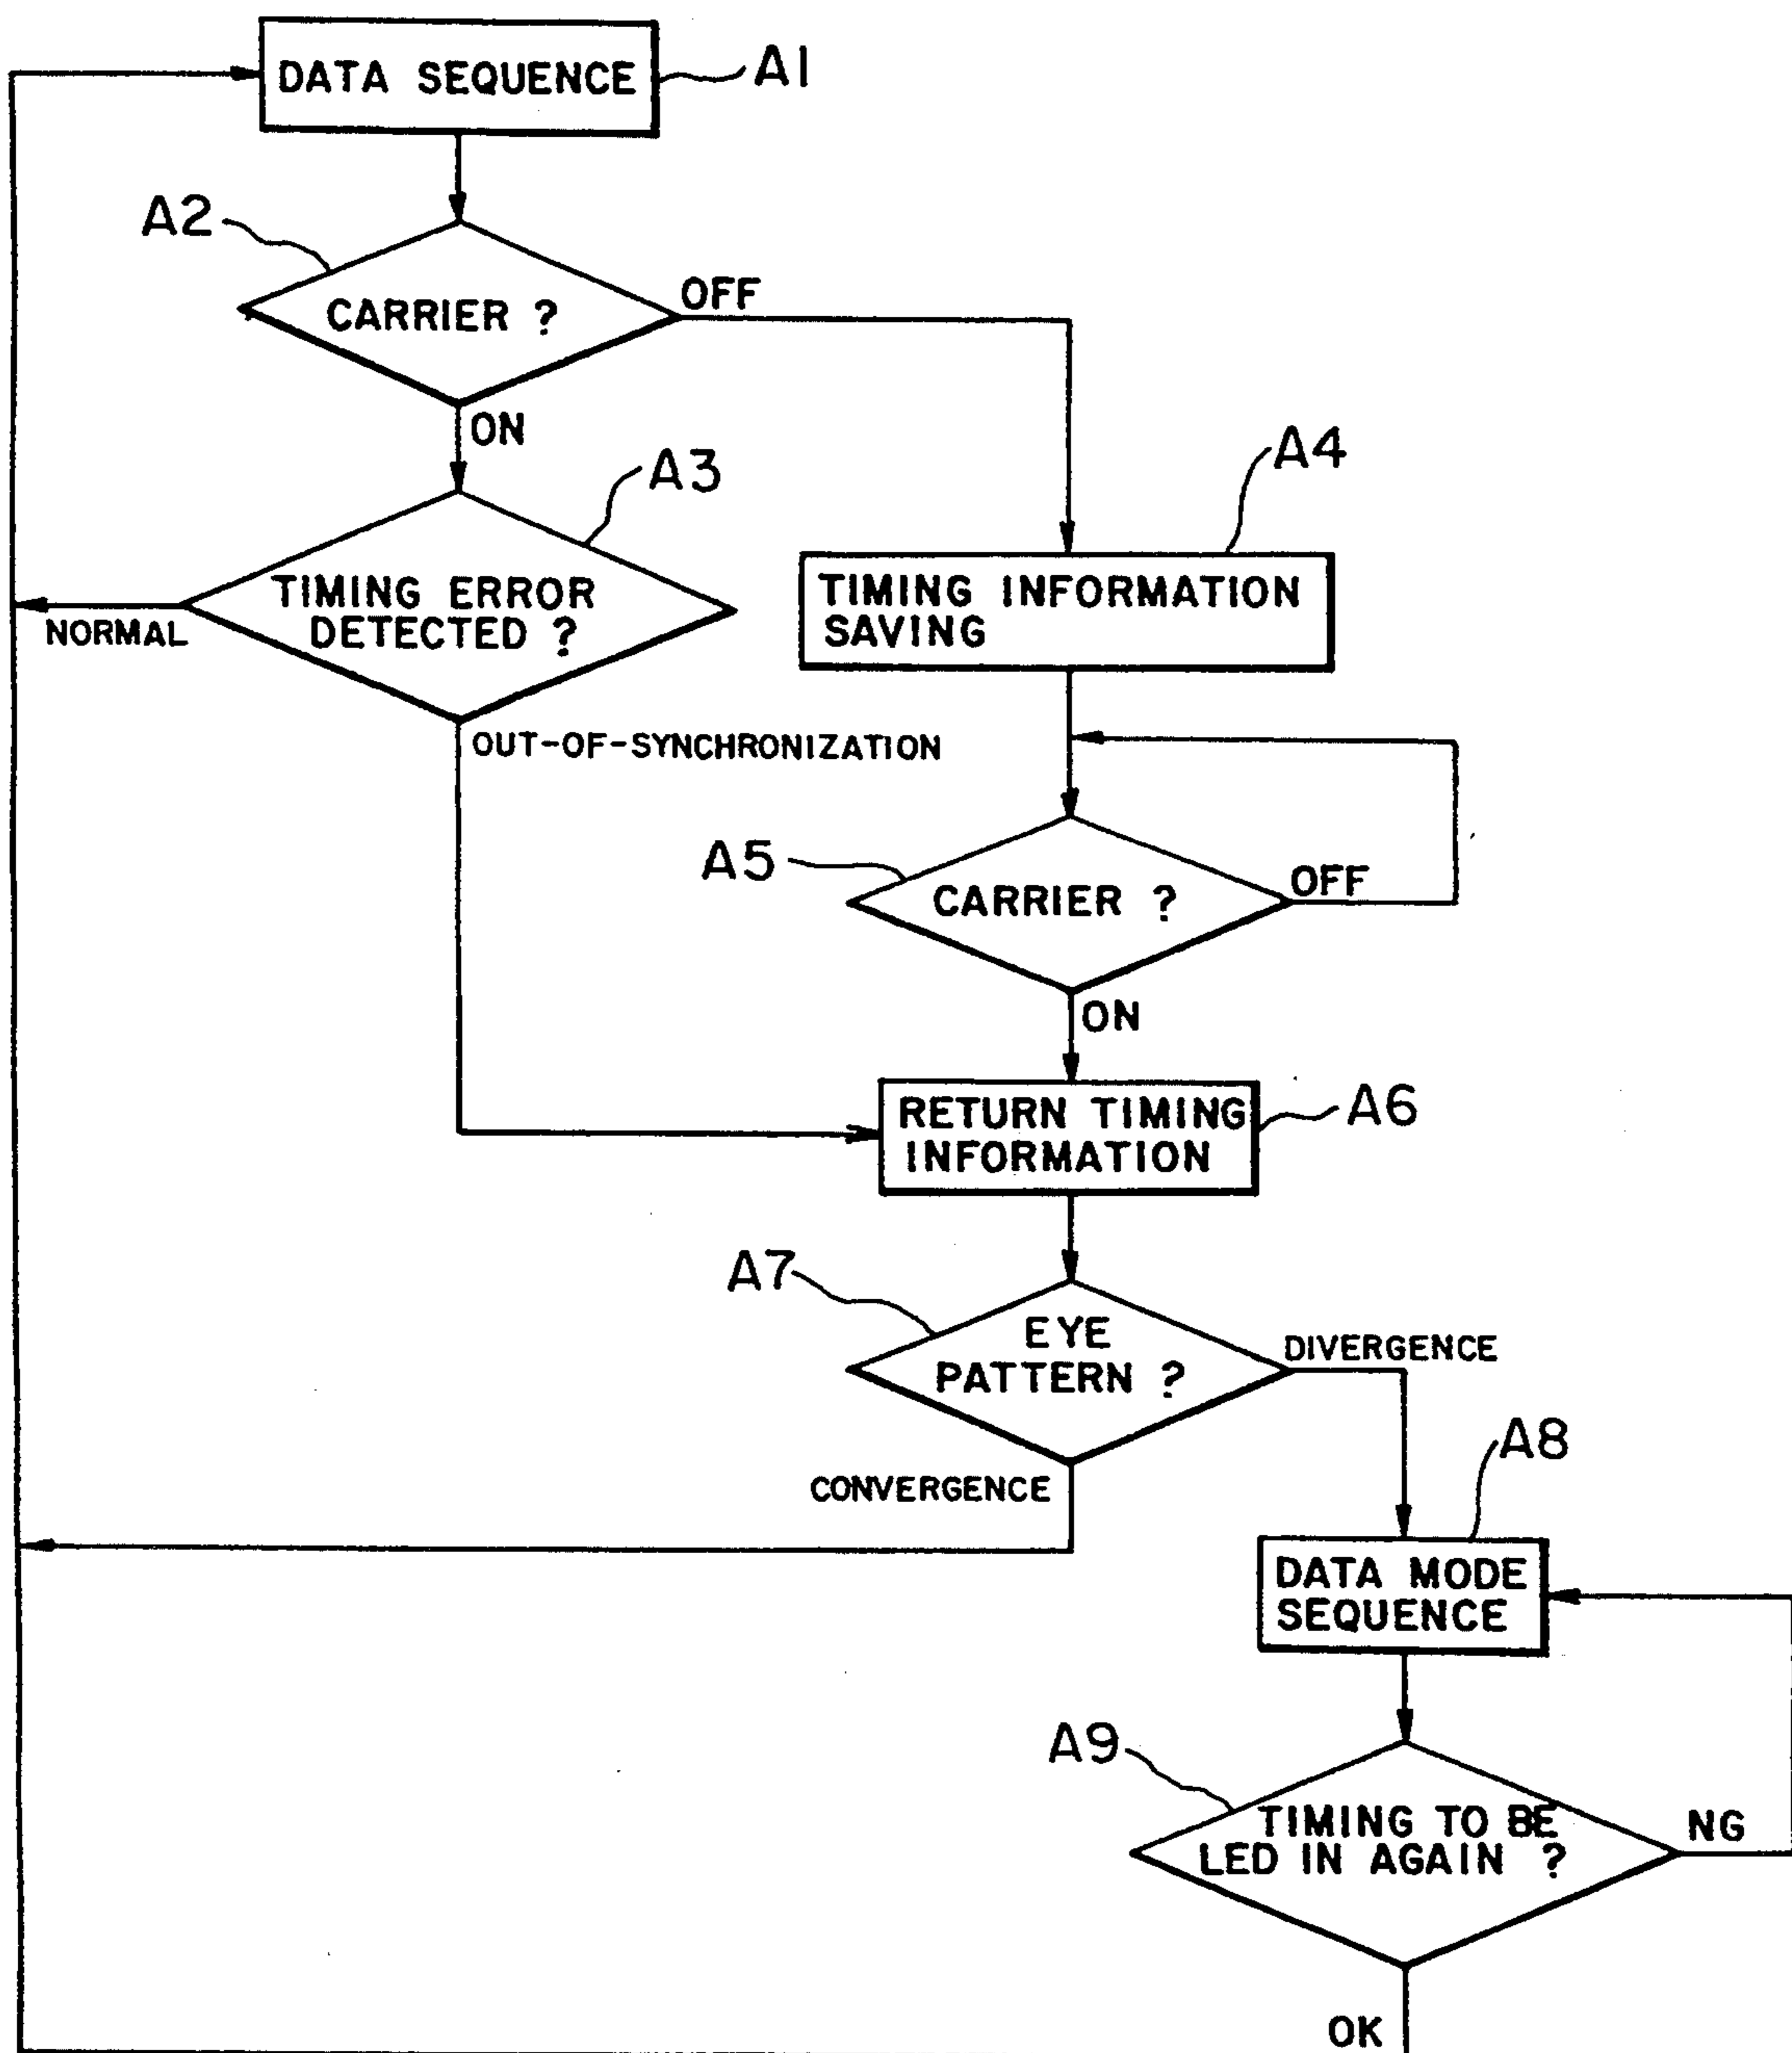 DATA SEQUENCE
A1
A2
CARRIER ?
OFF
ON
A3
A4
TIMING ERROR
DETECTED ?
NORMAL
TIMING INFORMATION
SAVING
OUT-OF-SYNCHRONIZATION
A5
CARRIER ?
OFF
ON
RETURN TIMING
INFORMATION
A6
A7
EYE
PATTERN ?
DIVERGENCE
CONVERGENCE
A8
DATA MODE
SEQUENCE
A9
TIMING TO BE
LED IN AGAIN ?
NG
OK